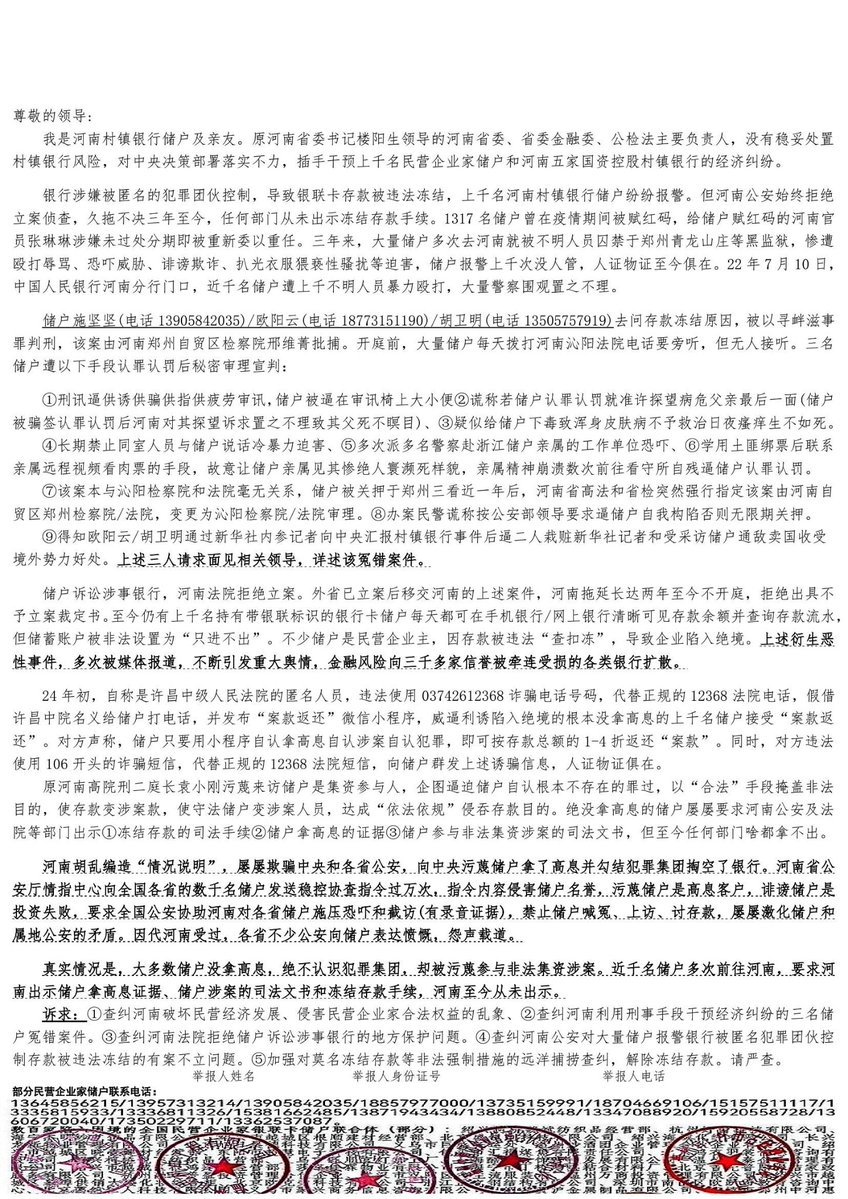 尊敬的领导：
我是河南村镇银行储户及亲友。原河南省委书记楼阳生领导的河南省委、省委金融委、公检法主要负责人，没有稳妥处置
村镇银行风险，对中央决策部署落实不力，插手干预上千名民营企业家储户和河南五家国资控股村镇银行的经济纠纷。
银行涉嫌被匿名的犯罪团伙控制，导致银联卡存款被违法冻结，上千名河南村镇银行储户纷纷报警。但河南公安始终拒绝
立案侦查，久拖不决三年至今，任何部门从未出示冻结存款手续。1317 名储户曾在疫情期间被赋红码，给储户赋红码的河南官
员张琳琳涉嫌未过处分期即被重新委以重任。三年来，大量储户多次去河南就被不明人员囚禁于郑州青龙山庄等黑监狱，惨遭
殴打辱骂、恐吓威胁、诽谤欺诈、扒光衣服猥亵性骚扰等迫害，储户报警上千次没人管，人证物证至今俱在。22 年 7 月 10 日，
中国人民银行河南分行门口，近千名储户遭上千不明人员暴力殴打，大量警察围观置之不理。
储户施坚坚(电话 13905842035)/欧阳云(电话 18773151190)/胡卫明(电话 13505757919)去问存款冻结原因，被以寻衅滋事
罪判刑，该案由河南郑州自贸区检察院邢维菁批捕。开庭前，大量储户每天拨打河南沁阳法院电话要旁听，但无人接听。三名
储户遭以下手段认罪认罚后秘密审理宣判：
①刑讯逼供诱供骗供指供疲劳审讯，储户被逼在审讯椅上大小便②谎称若储户认罪认罚就准许探望病危父亲最后一面(储户
被骗签认罪认罚后河南对其探望诉求置之不理致其父死不瞑目)、③疑似给储户下毒致浑身皮肤病不予救治日夜瘙痒生不如死。
④长期禁止同室人员与储户说话冷暴力迫害、⑤多次派多名警察赴浙江储户亲属的工作单位恐吓、⑥学用土匪绑票后联系
亲属远程视频看肉票的手段，故意让储户亲属见其惨绝人寰濒死样貌，亲属精神崩溃数次前往看守所自残逼储户认罪认罚。
⑦该案本与沁阳检察院和法院毫无关系，储户被关押于郑州三看近一年后，河南省高法和省检突然强行指定该案由河南自
贸区郑州检察院/法院，变更为沁阳检察院/法院审理。⑧办案民警谎称按公安部领导要求逼储户自我构陷否则无限期关押。
⑨得知欧阳云/胡卫明通过新华社内参记者向中央汇报村镇银行事件后逼二人栽赃新华社记者和受采访储户通敌卖国收受
境外势力好处。上述三人请求面见相关领导，详述该冤错案件。
储户诉讼涉事银行，河南法院拒绝立案。外省已立案后移交河南的上述案件，河南拖延长达两年至今不开庭，拒绝出具不
予立案裁定书。至今仍有上千名持有带银联标识的银行卡储户每天都可在手机银行/网上银行清晰可见存款余额并查询存款流水，
但储蓄账户被非法设置为“只进不出”。不少储户是民营企业主，因存款被违法“查扣冻”，导致企业陷入绝境。上述衍生恶
性事件，多次被媒体报道，不断引发重大舆情，金融风险向三千多家信誉被牵连受损的各类银行扩散。
24 年初，自称是许昌中级人民法院的匿名人员，违法使用 03742612368 诈骗电话号码，代替正规的 12368 法院电话，假借
许昌中院名义给储户打电话，并发布“案款返还”微信小程序，威逼利诱陷入绝境的根本没拿高息的上千名储户接受“案款返
还”。对方声称，储户只要用小程序自认拿高息自认涉案自认犯罪，即可按存款总额的 1-4 折返还“案款”。同时，对方违法
使用 106 开头的诈骗短信，代替正规的 12368 法院短信，向储户群发上述诱骗信息，人证物证俱在。
原河南高院刑二庭长袁小刚污蔑来访储户是集资参与人，企图逼迫储户自认根本不存在的罪过，以“合法”手段掩盖非法
目的，使存款变涉案款，使守法储户变涉案人员，达成“依法依规”侵吞存款目的。绝没拿高息的储户屡屡要求河南公安及法
院等部门出示①冻结存款的司法手续②储户拿高息的证据③储户参与非法集资涉案的司法文书，但至今任何部门啥都拿不出。
河南胡乱编造“情况说明”，屡屡欺骗中央和各省公安，向中央污蔑储户拿了高息并勾结犯罪集团掏空了银行。河南省公
安厅情指中心向全国各省的数千名储户发送稳控协查指令过万次，指令内容侵害储户名誉，污蔑储户是高息客户，诽谤储户是
投资失败，要求全国公安协助河南对各省储户施压恐吓和截访(有录音证据)，禁止储户喊冤、上访、讨存款，屡屡激化储户和
属地公安的矛盾。因代河南受过，各省不少公安向储户表达愤慨，怨声载道。
真实情况是，大多数储户没拿高息，绝不认识犯罪集团，却被污蔑参与非法集资涉案。近千名储户多次前往河南，要求河
南出示储户拿高息证据、储户涉案的司法文书和冻结存款手续，河南至今从未出示。
诉求：①查纠河南破坏民营经济发展、侵害民营企业家合法权益的乱象、②查纠河南利用刑事手段干预经济纠纷的三名储
户冤错案件。③查纠河南法院拒绝储户诉讼涉事银行的地方保护问题。④查纠河南公安对大量储户报警银行被匿名犯罪团伙控
制存款被违法冻结的有案不立问题。⑤加强对莫名冻结存款等非法强制措施的远洋捕捞查纠，解除冻结存款。请严查。
举报人姓名 举报人身份证号 举报人电话
部分民营企业家储户联系电话：
13645856215/13957313214/13905842035/18857977000/13735159991/18704669106/15157511117/1
3335815933/13336811326/15381662485/13871943434/13880852448/13347088920/15920558728/13
606720040/17350229711/13362537087。